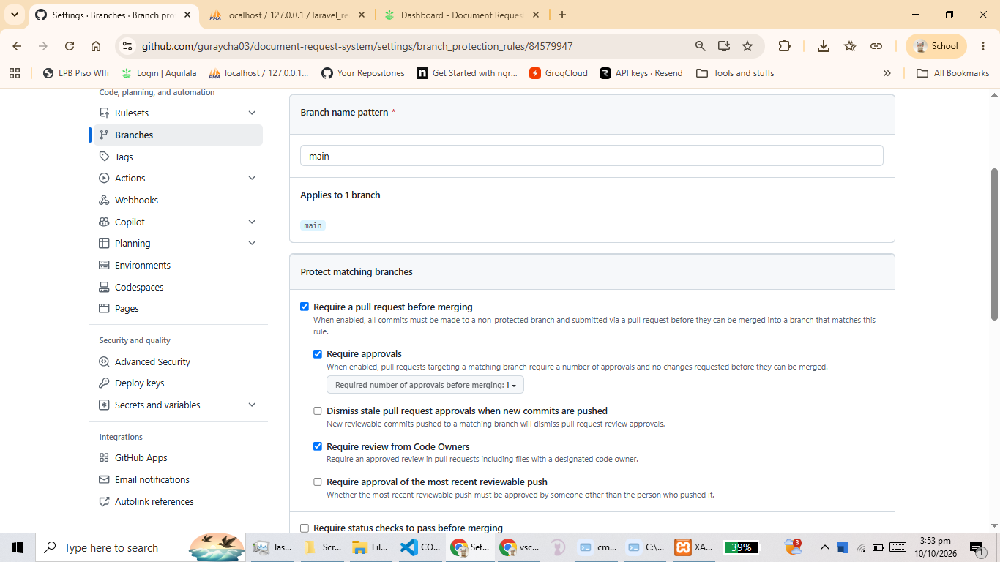 Settings · Branches · Branch pro
localhost / 127.0.0.1 / laravel_re
Dashboard - Document Reques
github.com/guraycha03/document-request-system/settings/branch_protection_rules/84579947
School
LPB Piso WIfi
Login | Aquilala
localhost / 127.0.0.1...
Your Repositories
Get Started with ngr...
GroqCloud
API keys · Resend
Tools and stuffs
All Bookmarks
Code, planning, and automation
Rulesets
Branches
Tags
Actions
Webhooks
Copilot
Planning
Environments
Codespaces
Pages
Security and quality
Advanced Security
Deploy keys
Secrets and variables
Integrations
GitHub Apps
Email notifications
Autolink references
Branch name pattern *
main
Applies to 1 branch
main
Protect matching branches
Require a pull request before merging
When enabled, all commits must be made to a non-protected branch and submitted via a pull request before they can be merged into a branch that matches this
rule.
Require approvals
When enabled, pull requests targeting a matching branch require a number of approvals and no changes requested before they can be merged.
Required number of approvals before merging: 1
Dismiss stale pull request approvals when new commits are pushed
New reviewable commits pushed to a matching branch will dismiss pull request review approvals.
Require review from Code Owners
Require an approved review in pull requests including files with a designated code owner.
Require approval of the most recent reviewable push
Whether the most recent reviewable push must be approved by someone other than the person who pushed it.
Require status checks to pass before merging
Type here to search
Tas...
Scr...
Fil...
CO...
Set...
vsc...
cm...
C:\...
XA...
39%
3
3:53 pm
10/10/2026
1